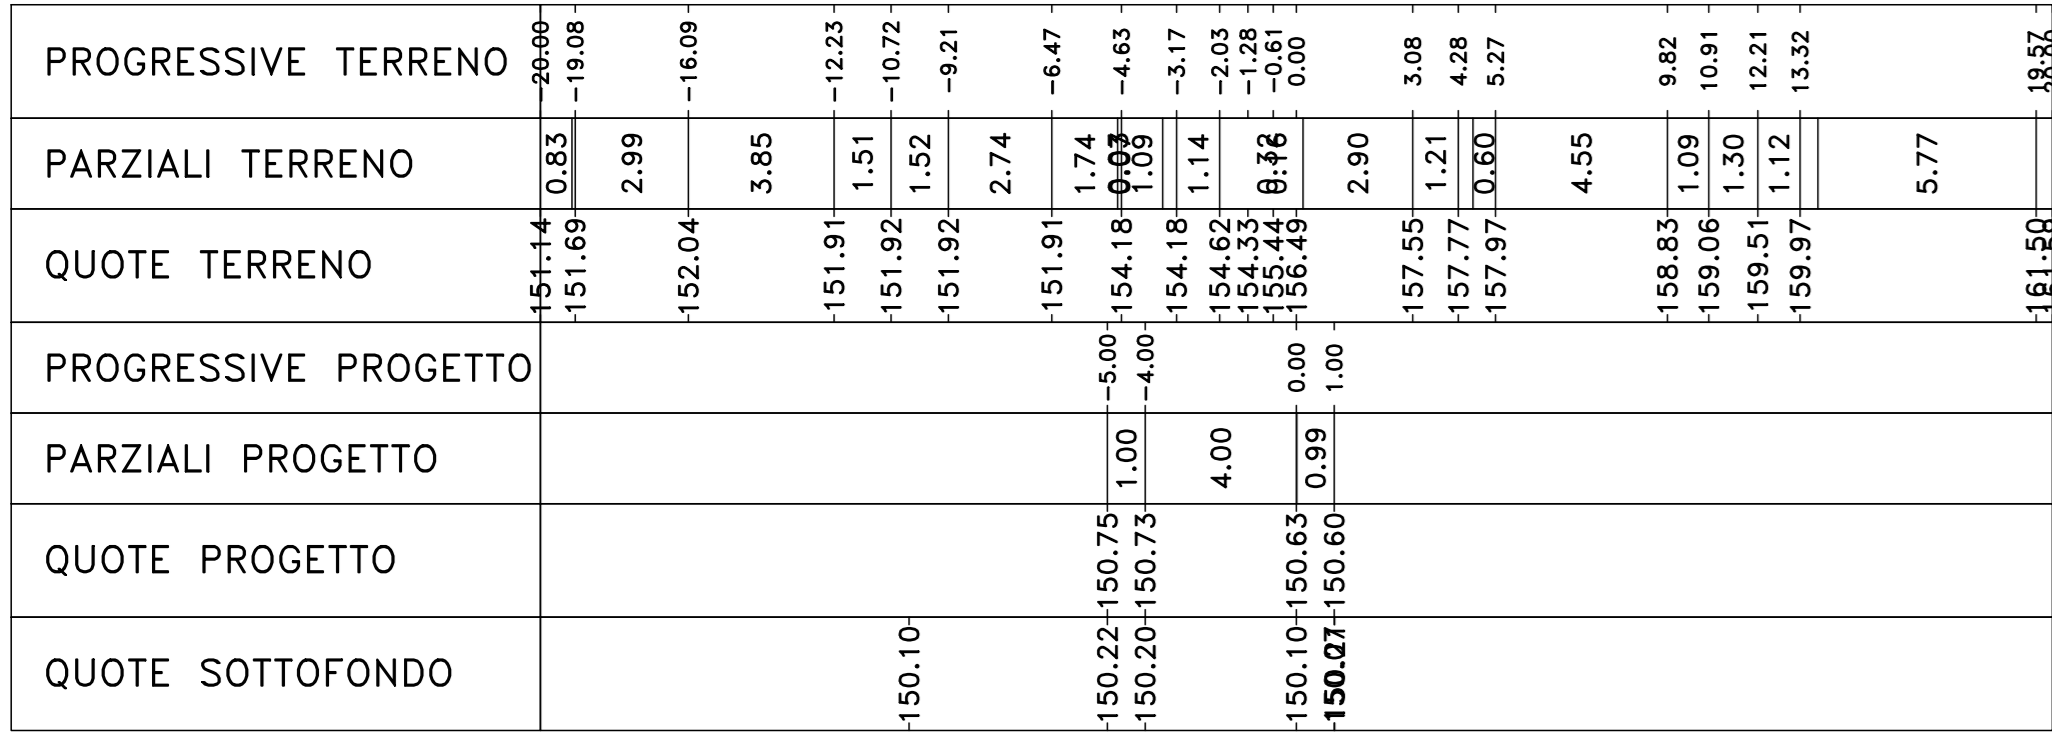 PROGRESSIVE TERRENO -20.00 -19.08 -16.09 -12.23 -10.72 -9.21 -6.47 -4.63 -3.17 -2.03 -1.28 -0.61 0.00 3.08 4.28 5.27 9.82 10.91 12.21 13.32 19.57
PARZIALI TERRENO 0.83 2.99 3.85 1.51 1.52 2.74 1.74 1.09 1.14 2.90 1.21 0.60 4.55 1.09 1.30 1.12 5.77
QUOTE TERRENO 151.14 151.69 152.04 151.91 151.92 151.92 151.91 154.18 154.18 154.62 154.33 155.44 156.49 157.55 157.77 157.97 158.83 159.06 159.51 159.97 161.50
PROGRESSIVE PROGETTO -5.00 -4.00 0.00 1.00
PARZIALI PROGETTO 1.00 4.00 0.99
QUOTE PROGETTO 150.75 150.73 150.63 150.60
QUOTE SOTTOFONDO 150.10 150.22 150.20 150.10